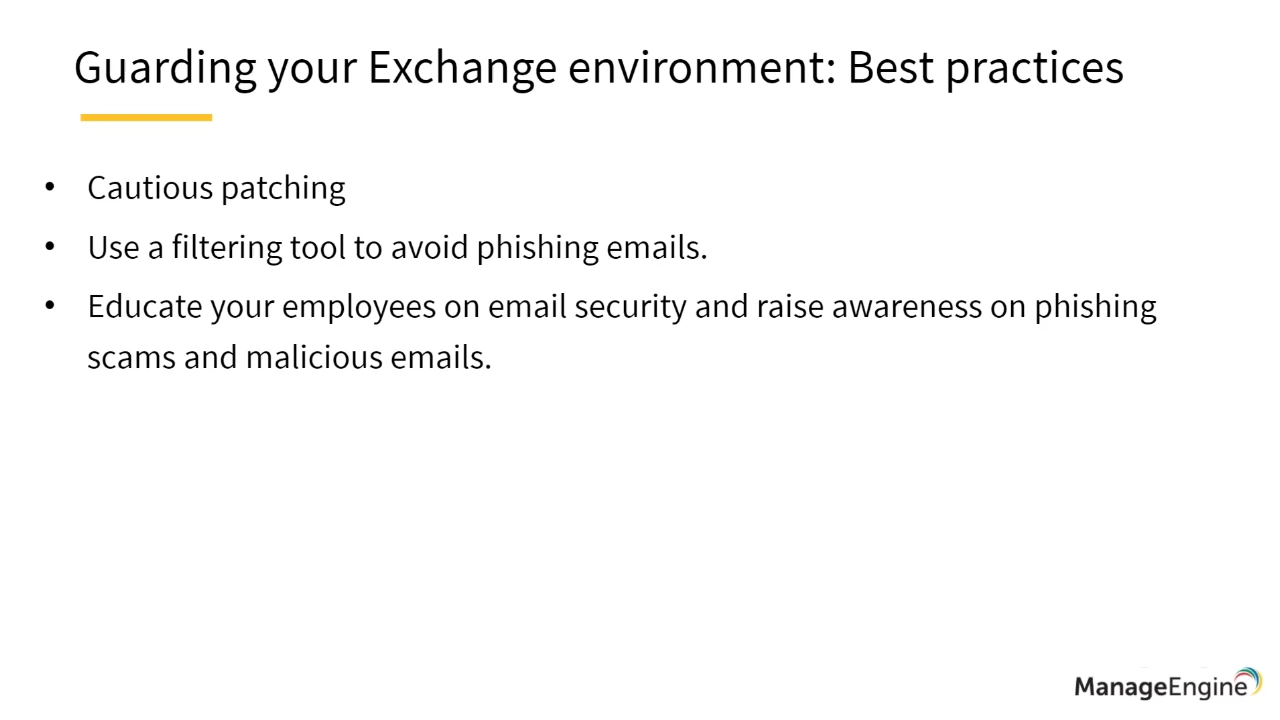 Guarding your Exchange environment: Best practices
• Cautious patching
• Use a filtering tool to avoid phishing emails.
• Educate your employees on email security and raise awareness on phishing
scams and malicious emails.
ManageEngine